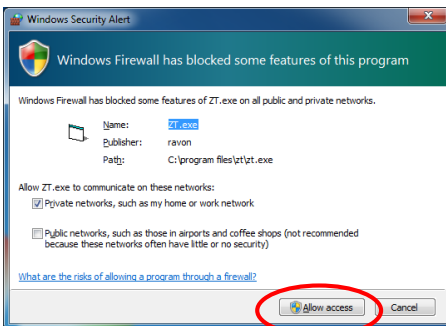 Windows Security Alert
Windows Firewall has blocked some features of this program
Windows Firewall has blocked some features of ZT.exe on all public and private networks.
Name: ZT.exe
Publisher: ravon
Path: C:\program files\zt\zt.exe
Allow ZT.exe to communicate on these networks:
Private networks, such as my home or work network
Public networks, such as those in airports and coffee shops (not recommended
because these networks often have little or no security)
What are the risks of allowing a program through a firewall?
Allow access Cancel